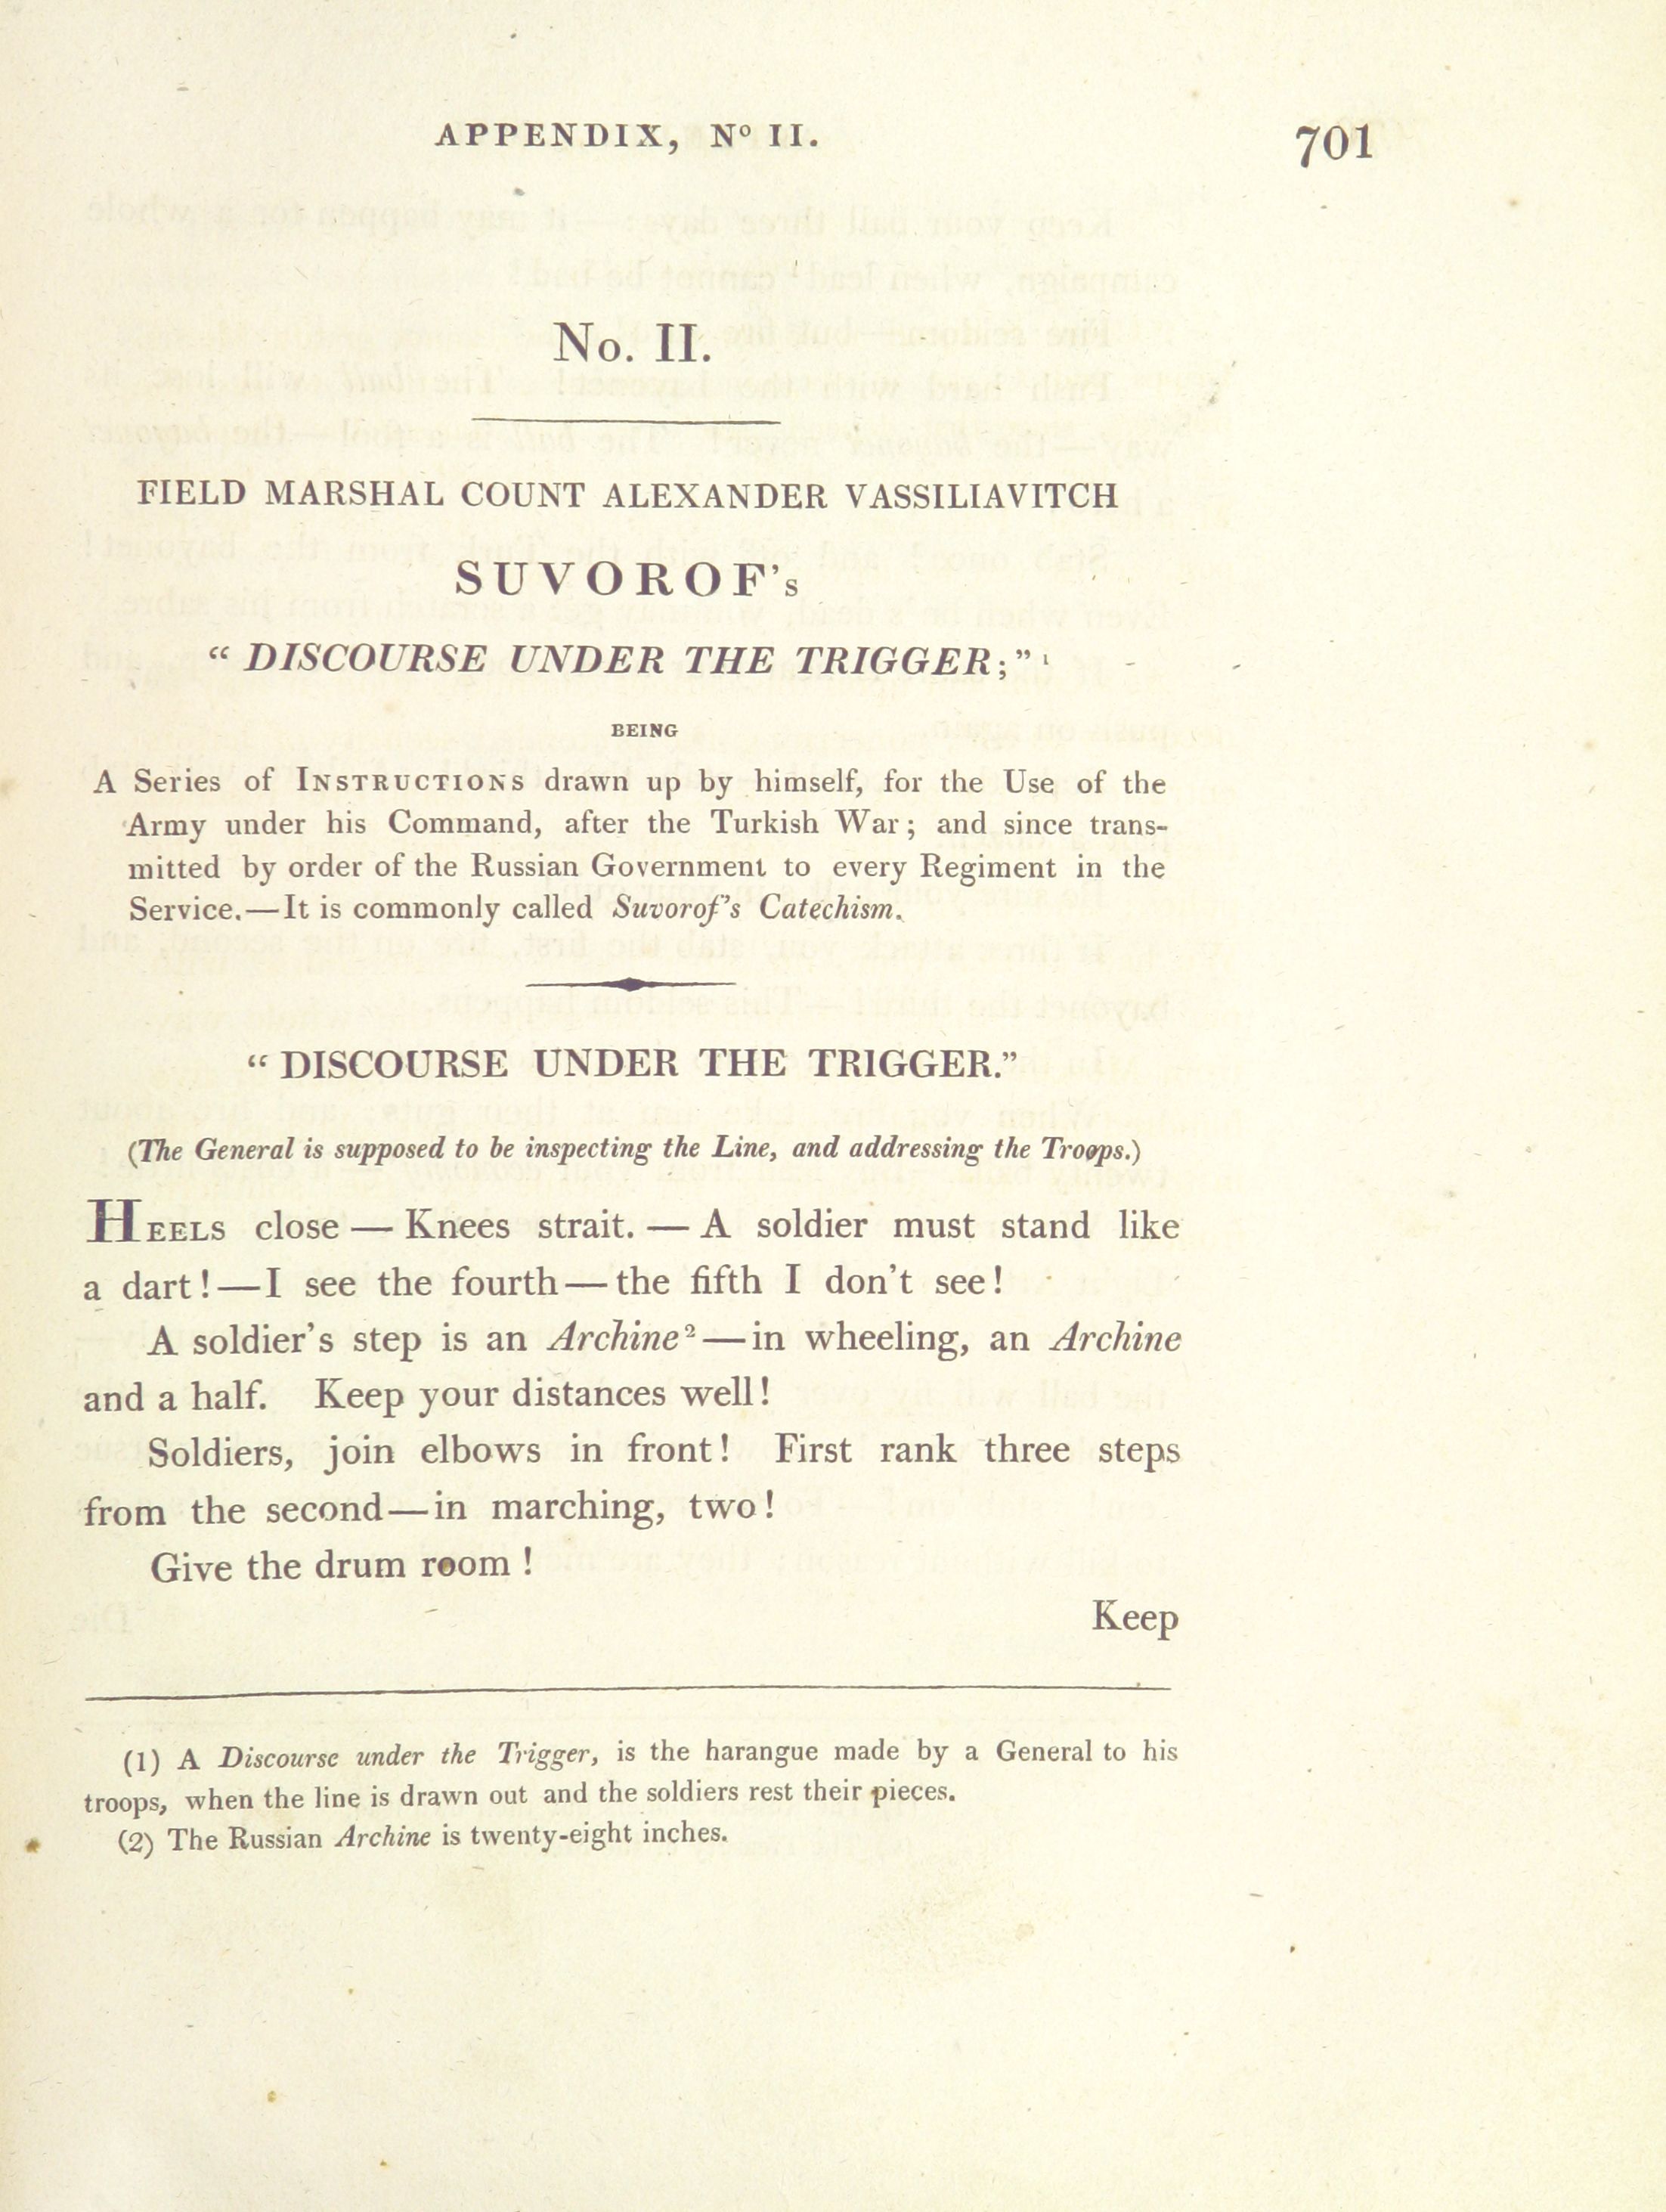 APPENDIX, Nº II.
701
No. II.
FIELD MARSHAL COUNT ALEXANDER VASSILIAVITCH
SUVOROF's
“ DISCOURSE UNDER THE TRIGGER;” ¹
BEING
A Series of INSTRUCTIONS drawn up by himself, for the Use of the
Army under his Command, after the Turkish War; and since trans-
mitted by order of the Russian Government to every Regiment in the
Service.—It is commonly called Suvorof's Catechism.
“ DISCOURSE UNDER THE TRIGGER.”
(The General is supposed to be inspecting the Line, and addressing the Troops.)
HEELS close — Knees strait. — A soldier must stand like
a dart!—I see the fourth—the fifth I don't see!
A soldier's step is an Archine²—in wheeling, an Archine
and a half. Keep your distances well!
Soldiers, join elbows in front! First rank three steps
from the second—in marching, two!
Give the drum room!
Keep
(1) A Discourse under the Trigger, is the harangue made by a General to his
troops, when the line is drawn out and the soldiers rest their pieces.
(2) The Russian Archine is twenty-eight inches.